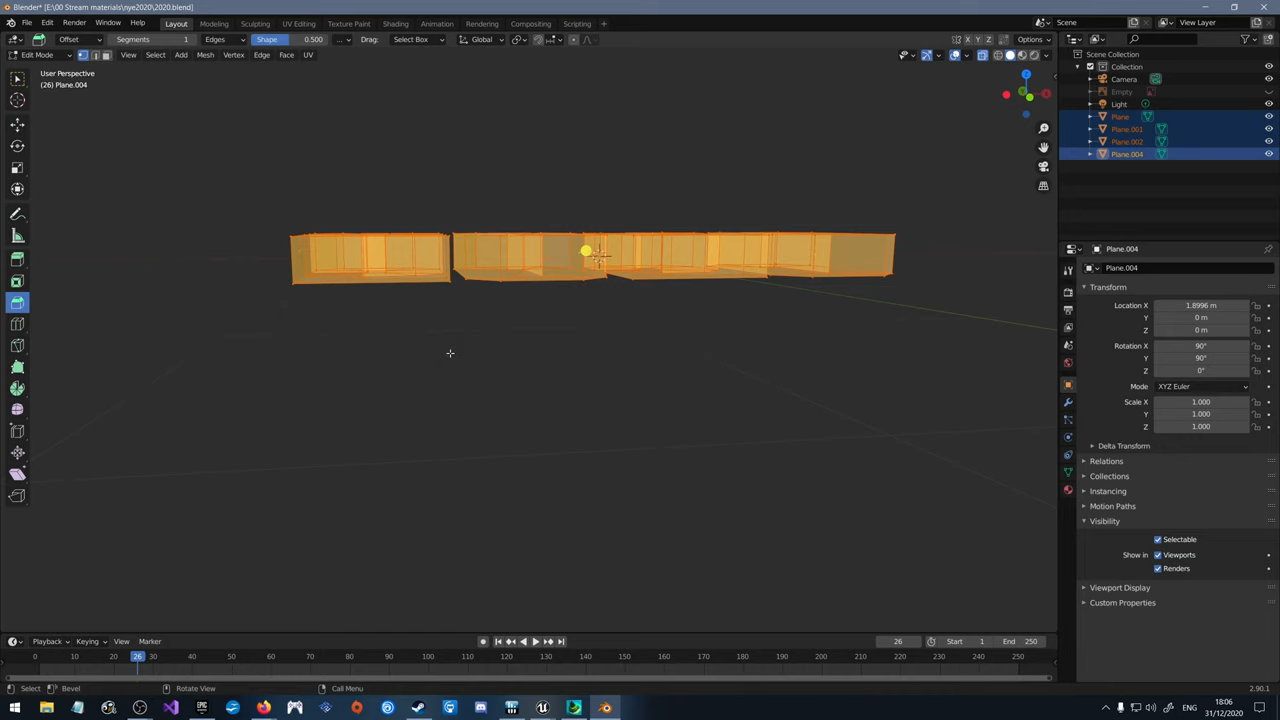 Blender* [E:\00 Stream materials\nye2020\2020.blend]
File Edit Render Window Help Layout Modeling Sculpting UV Editing Texture Paint Shading Animation Rendering Compositing Scripting Scene View Layer
Offset Segments 1 Edges Shape 0.500 ... Drag: Select Box Global X Y Z Options
Edit Mode View Select Add Mesh Vertex Edge Face UV
User Perspective
(26) Plane.004
Z
Scene Collection
Collection
Camera
Empty
Light
Plane
Plane.001
Plane.002
Plane.004
Plane.004
Plane.004
Transform
Location X 1.8996 m
Y 0 m
Z 0 m
Rotation X 90°
Y 90°
Z 0°
Mode XYZ Euler
Scale X 1.000
Y 1.000
Z 1.000
Delta Transform
Relations
Collections
Instancing
Motion Paths
Visibility
Selectable
Show in Viewports
Renders
Viewport Display
Custom Properties
Playback Keying View Marker 26 Start 1 End 250
0 10 20 26 30 40 50 60 70 80 90 100 110 120 130 140 150 160 170 180 190 200 210 220 230 240 250
Select Bevel Rotate View Call Menu 2.90.1
ENG 18:06
31/12/2020